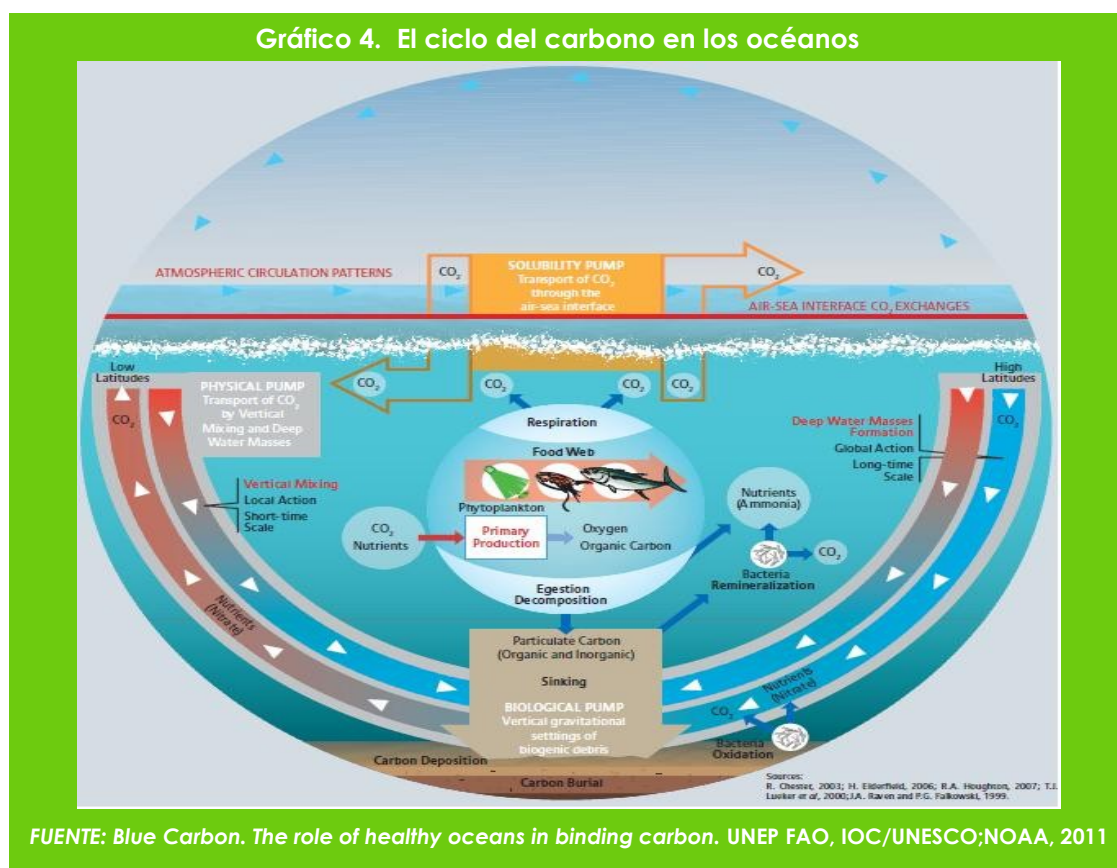 Gráfico 4. El ciclo del carbono en los océanos
ATMOSPHERIC CIRCULATION PATTERNS
CO₂
SOLUBILITY PUMP
Transport of CO₂
through the
air-sea interface
CO₂
AIR-SEA INTERFACE CO₂ EXCHANGES
Low
Latitudes
CO₂
PHYSICAL PUMP
Transport of CO₂
by Vertical
Mixing and Deep
Water Masses
CO₂
CO₂
CO₂
CO₂
High
Latitudes
CO₂
Respiration
Food Web
Phytoplankton
Deep Water Masses
Formation
Global Action
Long-time
Scale
Vertical Mixing
Local Action
Short-time
Scale
CO₂
Nutrients
Primary
Production
Oxygen
Organic Carbon
Nutrients
(Ammonia)
CO₂
Bacteria
Remineralization
Egestion
Decomposition
Nutrients
(Nitrate)
Particulate Carbon
(Organic and Inorganic)
Sinking
BIOLOGICAL PUMP
Vertical gravitational
settlings of
biogenic debris
Nutrients
(Nitrate)
CO₂
Bacteria
Oxidation
Carbon Deposition
Carbon Burial
Sources:
R. Chester, 2003; H. Elderfield, 2006; R.A. Houghton, 2007; T.J.
Lueker et al, 2000;J.A. Raven and P.G. Falkowski, 1999.
FUENTE: Blue Carbon. The role of healthy oceans in binding carbon. UNEP FAO, IOC/UNESCO;NOAA, 2011